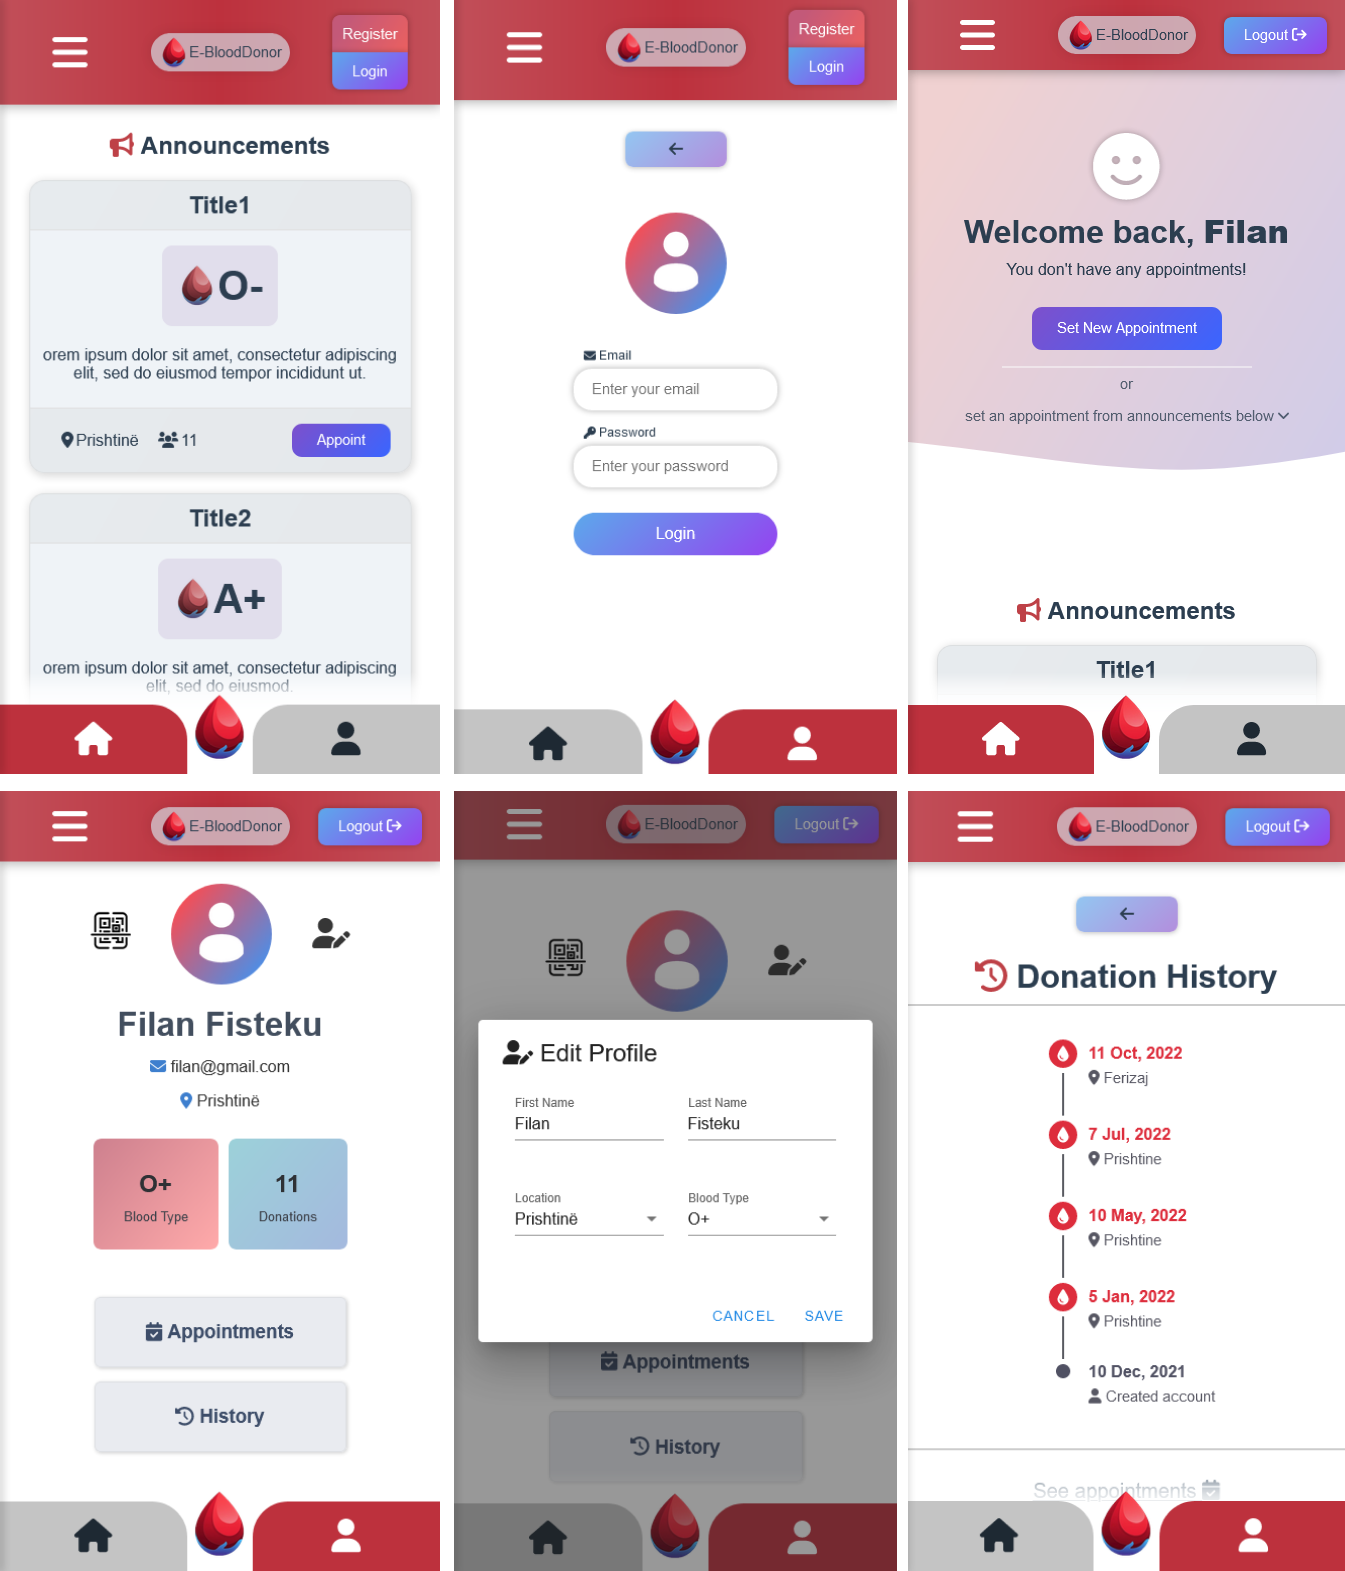 E-BloodDonor
Register
Login
Announcements
Title1
O-
orem ipsum dolor sit amet, consectetur adipiscing
elit, sed do eiusmod tempor incididunt ut.
Prishtinë 11 Appoint
Title2
A+
orem ipsum dolor sit amet, consectetur adipiscing
elit, sed do eiusmod.
E-BloodDonor
Register
Login
Email
Enter your email
Password
Enter your password
Login
E-BloodDonor Logout
Welcome back, Filan
You don't have any appointments!
Set New Appointment
or
set an appointment from announcements below
Announcements
Title1
E-BloodDonor Logout
Filan Fisteku
filan@gmail.com
Prishtinë
O+ 11
Blood Type Donations
Appointments
History
E-BloodDonor Logout
Edit Profile
First Name Last Name
Filan Fisteku
Location Blood Type
Prishtinë O+
CANCEL SAVE
Appointments
History
E-BloodDonor Logout
Donation History
11 Oct, 2022
Ferizaj
7 Jul, 2022
Prishtine
10 May, 2022
Prishtine
5 Jan, 2022
Prishtine
10 Dec, 2021
Created account
See appointments